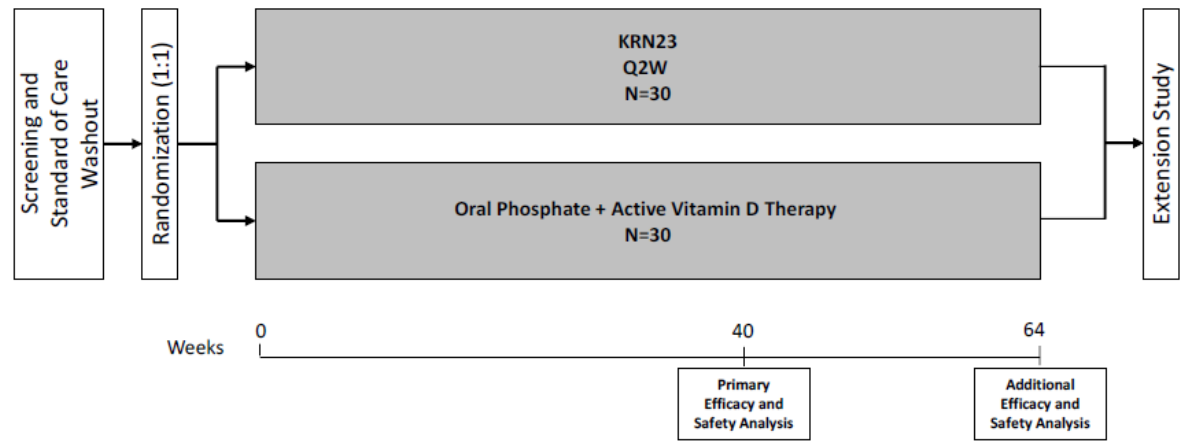 Screening and
Standard of Care
Washout
Randomization (1:1)
KRN23
Q2W
N=30
Oral Phosphate + Active Vitamin D Therapy
N=30
Extension Study
Weeks
0
40
64
Primary
Efficacy and
Safety Analysis
Additional
Efficacy and
Safety Analysis